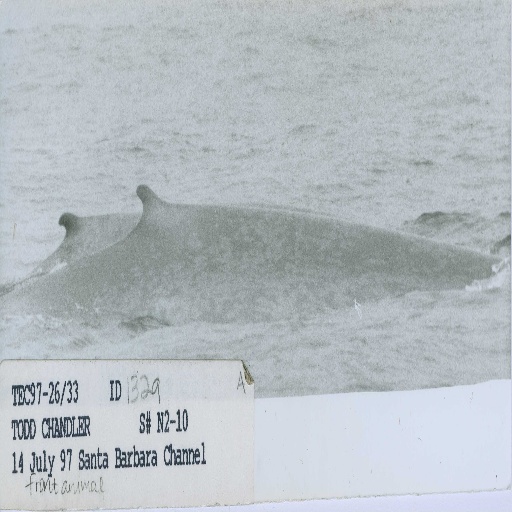 TEC97-26/33 ID 1329 A
TODD CHANDLER S# N2-10
14 July 97 Santa Barbara Channel
front animal